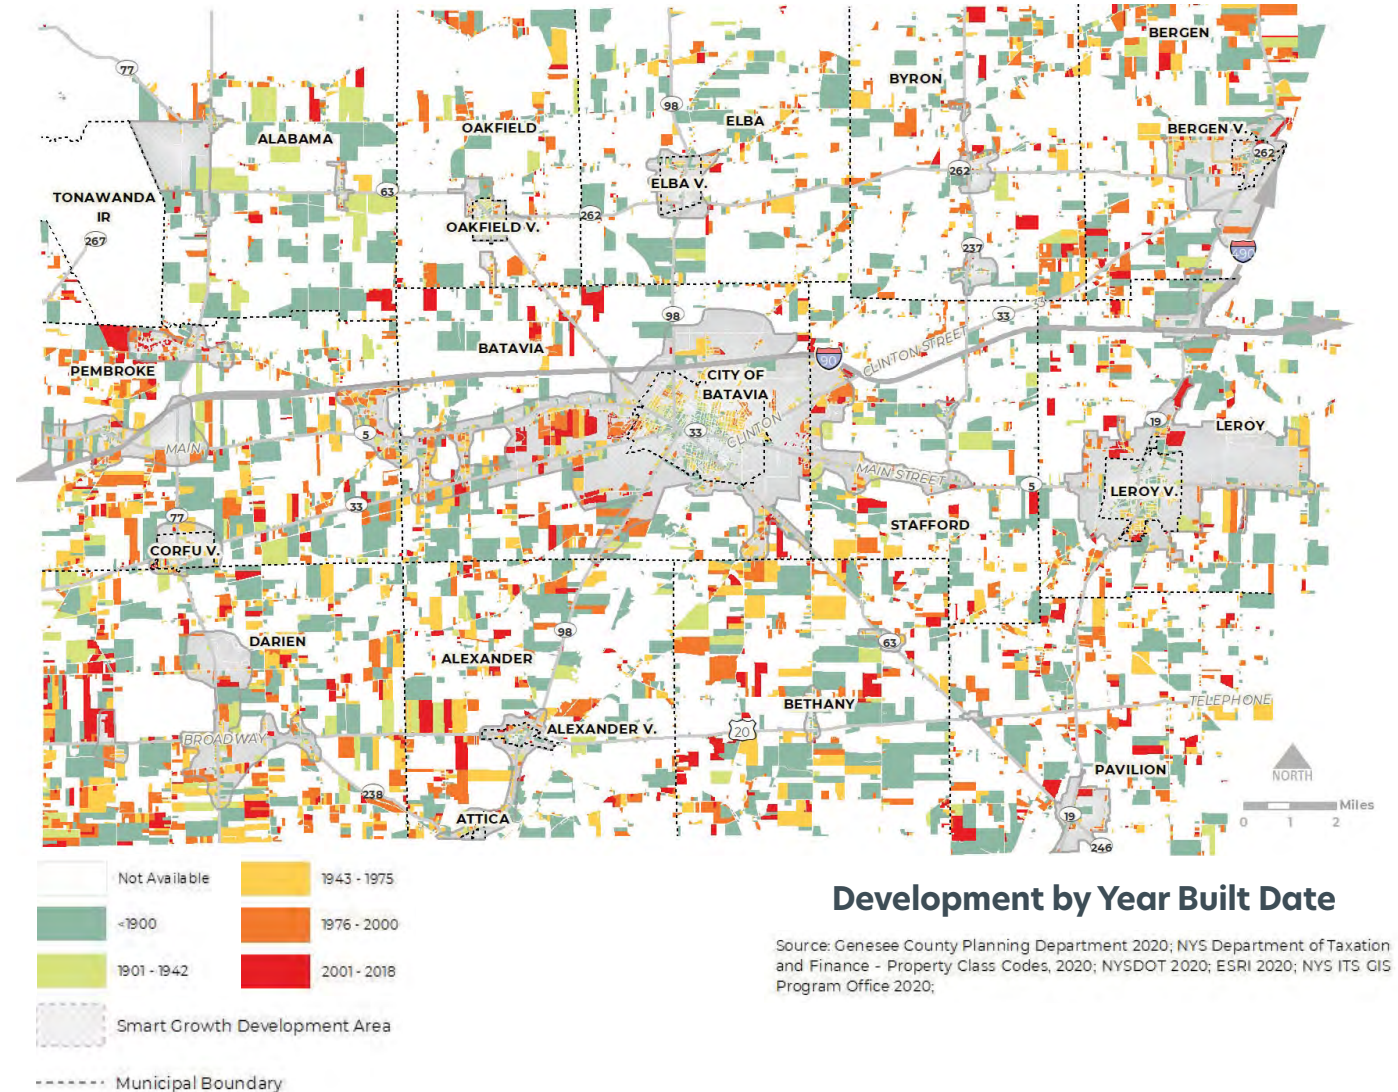 BERGEN
77
BYRON
98
ELBA
OAKFIELD
ALABAMA
BERGEN V.
262
262
ELBA V.
63
TONAWANDA
IR
262
OAKFIELD V.
267
237
490
98
33
BATAVIA
CLINTON STREET
90
PEMBROKE
CITY OF
BATAVIA
33
CLINTON
5
MAIN
19
LEROY
MAIN STREET
5
LEROY V.
33
77
STAFFORD
CORFU V.
98
DARIEN
63
ALEXANDER
BETHANY
TELEPHONE
ALEXANDER V.
20
BROADWAY
PAVILION
NORTH
238
Miles
0 1 2
ATTICA
19
246
Not Available
<1900
1901 - 1942
1943 - 1975
1976 - 2000
2001 - 2018
Smart Growth Development Area
Municipal Boundary
Development by Year Built Date
Source: Genesee County Planning Department 2020; NYS Department of Taxation
and Finance - Property Class Codes, 2020; NYSDOT 2020; ESRI 2020; NYS ITS GIS
Program Office 2020;